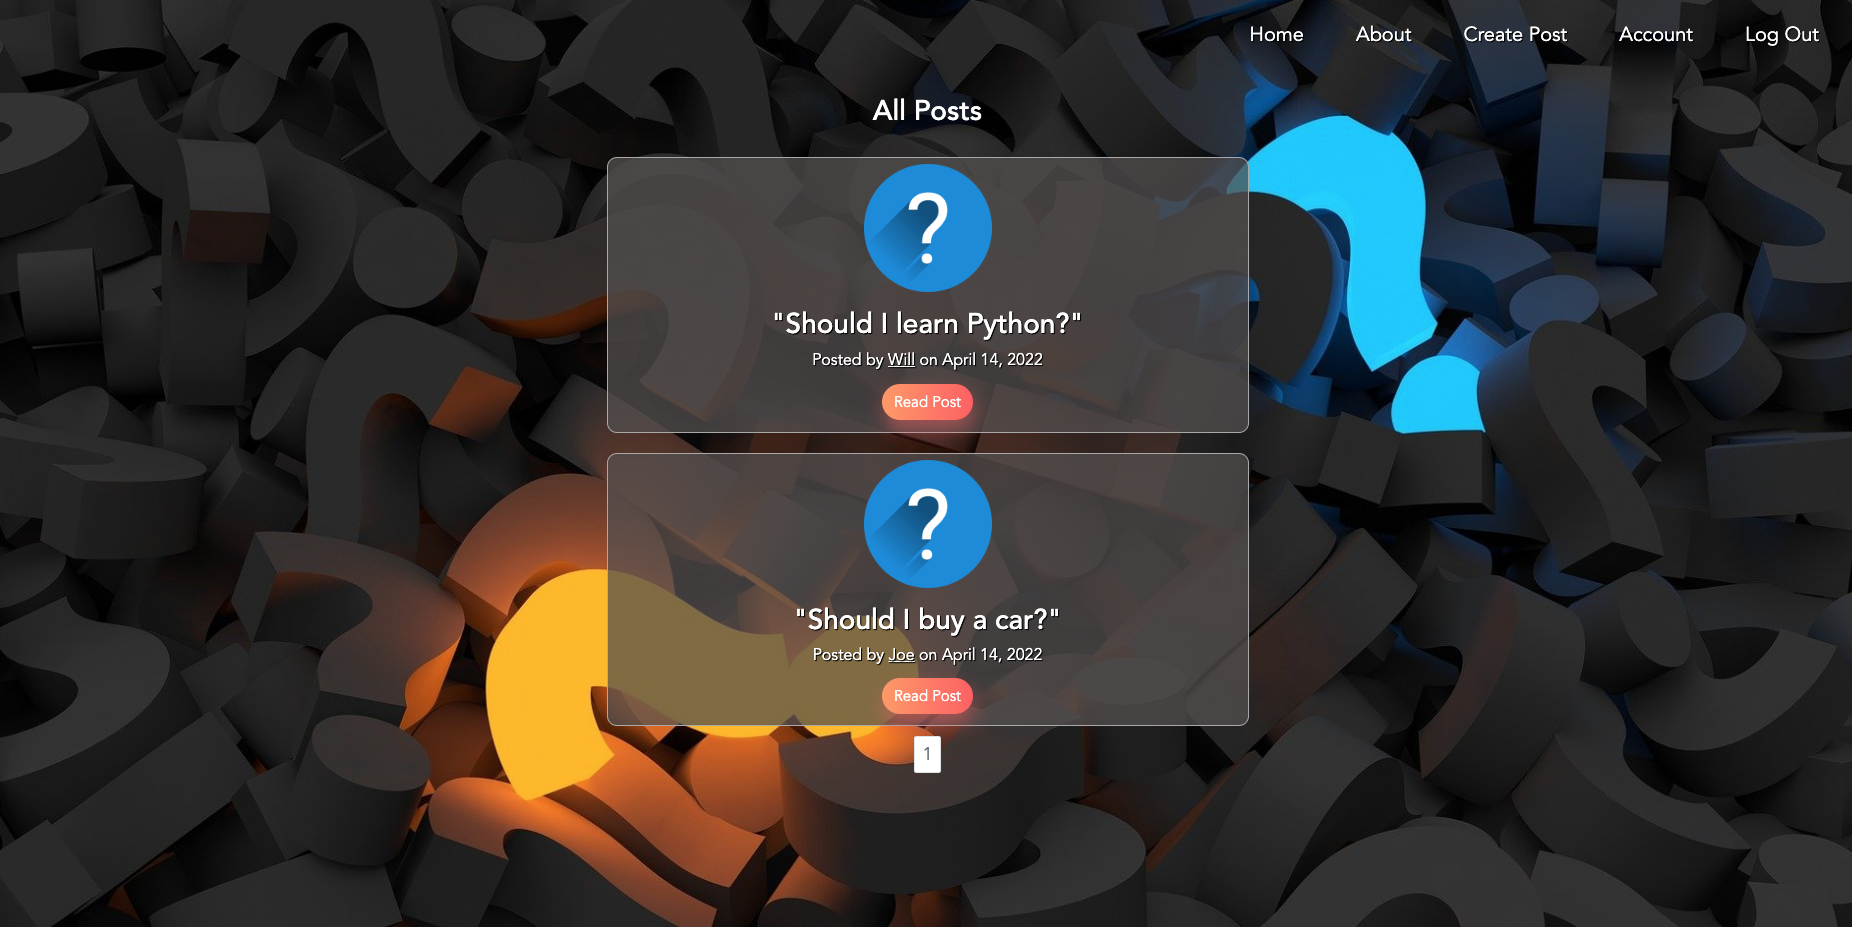 Home About Create Post Account Log Out
All Posts
?
"Should I learn Python?"
Posted by Will on April 14, 2022
Read Post
?
"Should I buy a car?"
Posted by Joe on April 14, 2022
Read Post
1